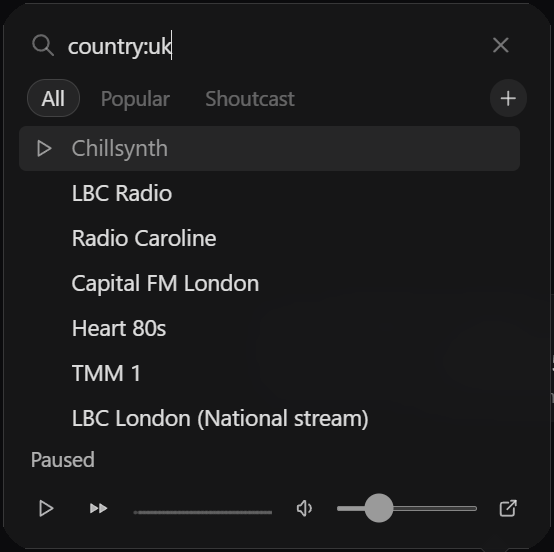 country:uk
All Popular Shoutcast
Chillsynth
LBC Radio
Radio Caroline
Capital FM London
Heart 80s
TMM 1
LBC London (National stream)
Paused